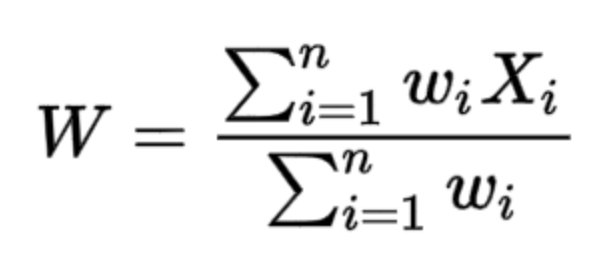 W = \frac{\sum_{i=1}^{n} w_i X_i}{\sum_{i=1}^{n} w_i}